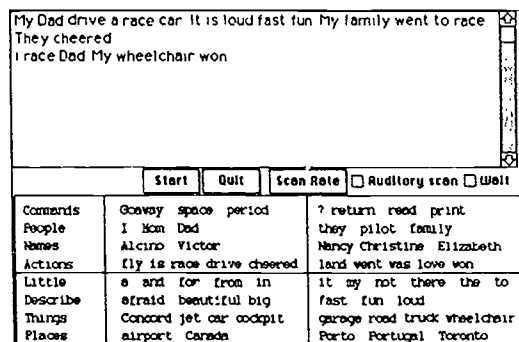 My Dad drive a race car It is loud fast fun My family went to race
They cheered
I race Dad My wheelchair won
Start Quit Scan Rate Auditory scan Wait
Commands Goaway space period ? return read print
People I Mom Dad they pilot family
Names Alcino Victor Nancy Christine Elizabeth
Actions fly is race drive cheered land went was love won
Little a and for from in it my not there the to
Describe afraid beautiful big fast fun loud
Things Concord jet car cockpit garage road truck wheelchair
Places airport Canada Porto Portugal Toronto